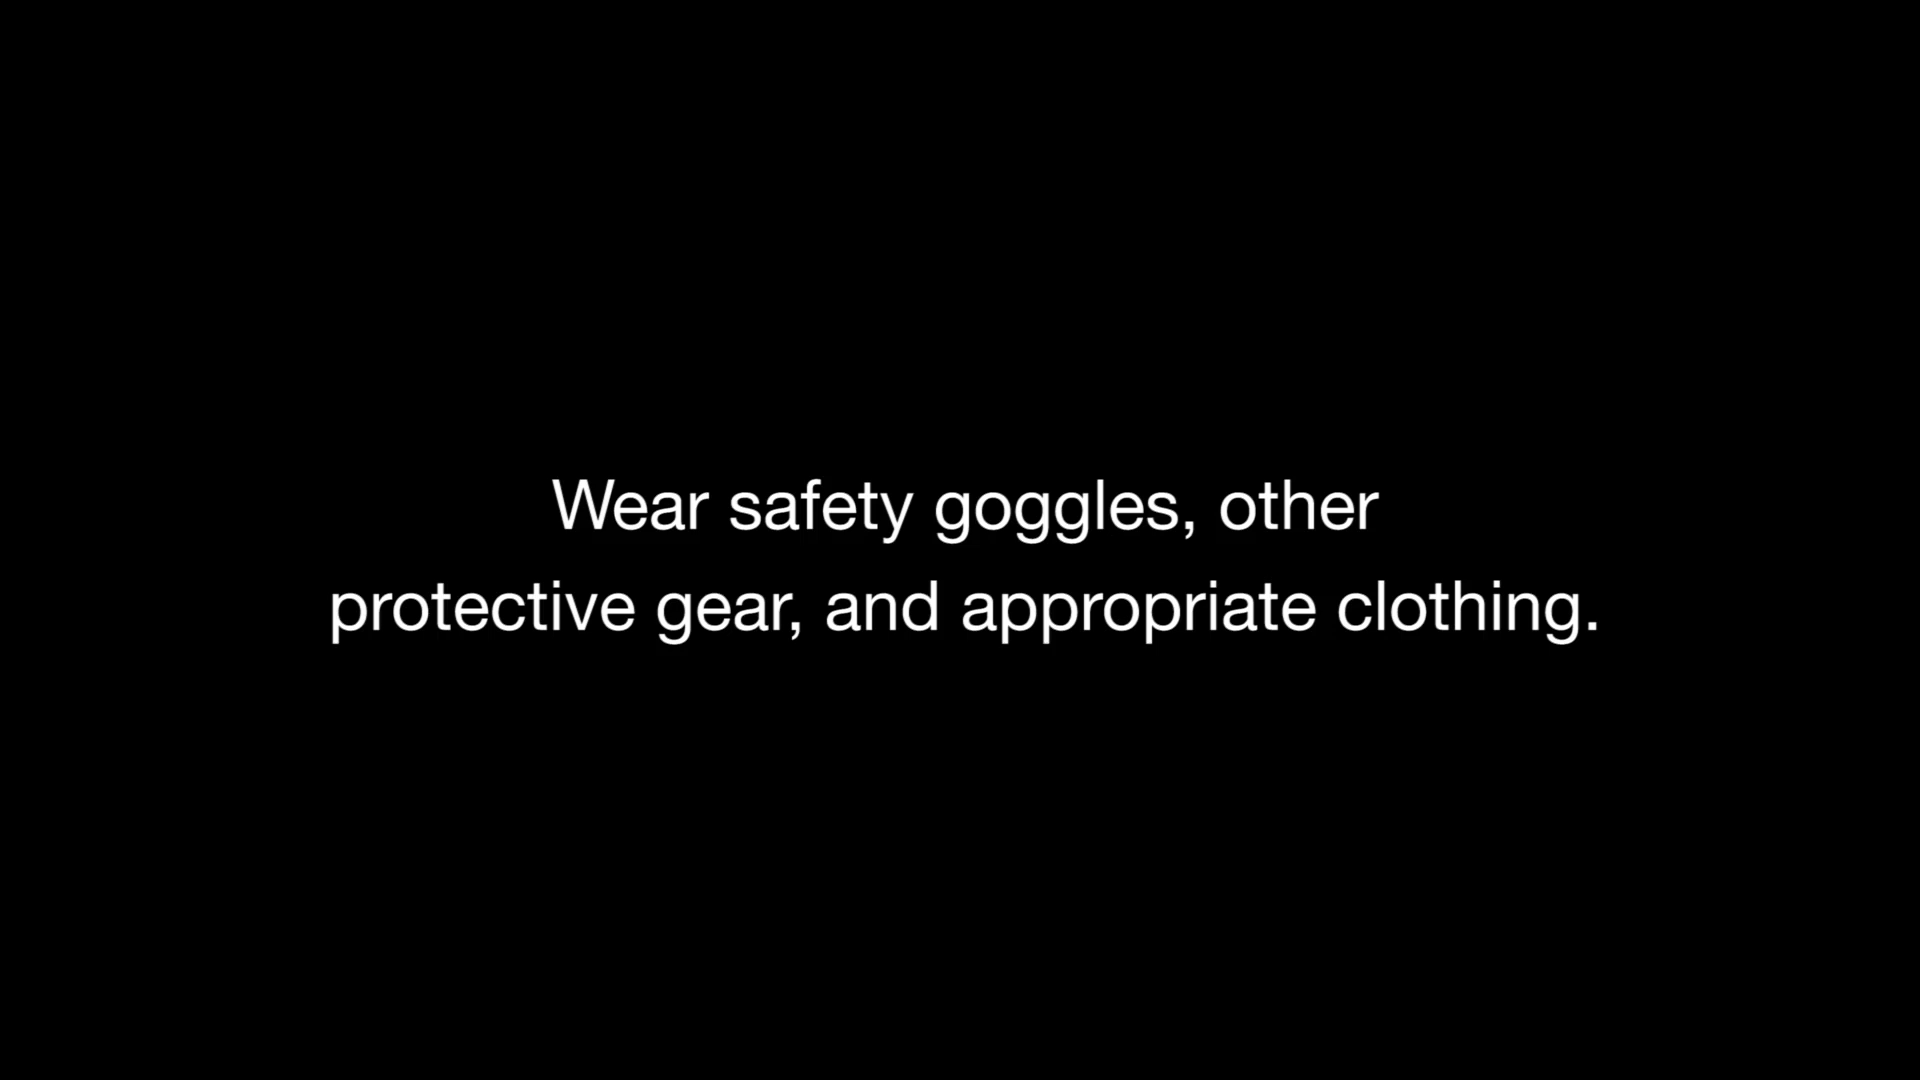 Wear safety goggles, other
protective gear, and appropriate clothing.